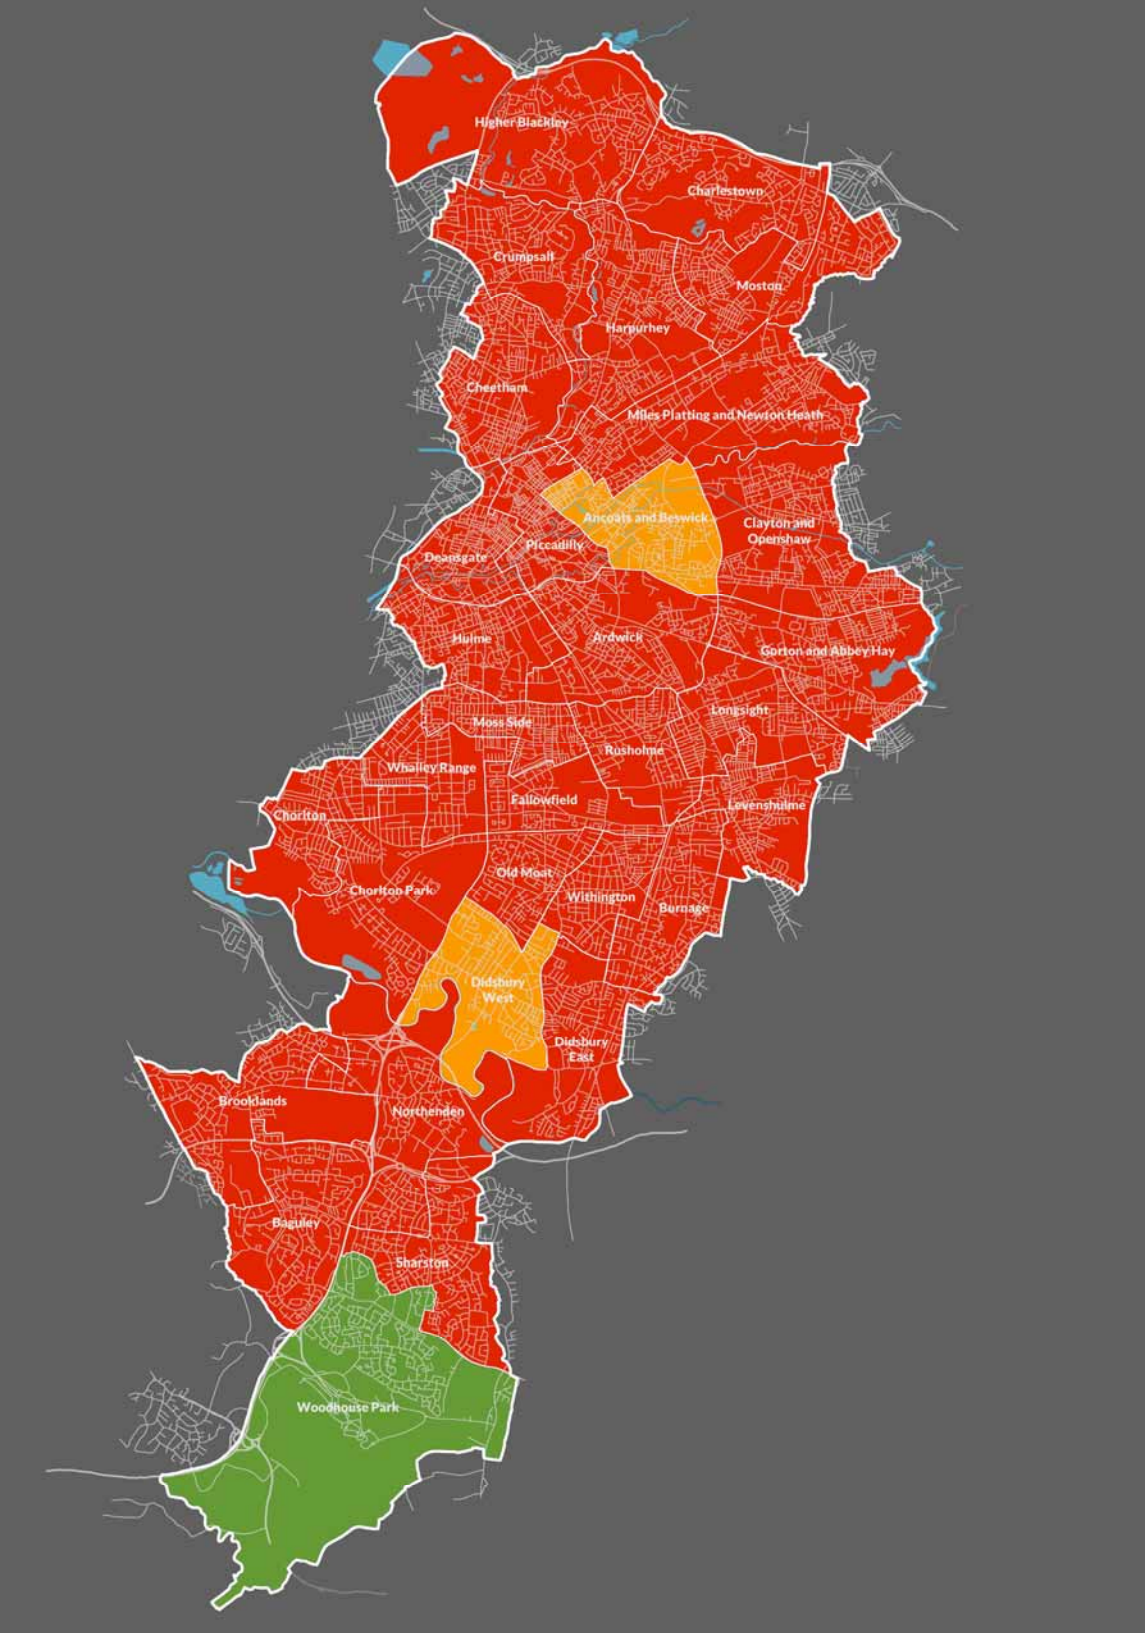 Higher Blackley
Charlestown
Crumpsall
Moston
Harpurhey
Cheetham
Miles Platting and Newton Heath
Ancoats and Beswick
Clayton and
Openshaw
Piccadilly
Deansgate
Hulme
Ardwick
Gorton and Abbey Hay
Longsight
Moss Side
Rusholme
Whalley Range
Fallowfield
Levenshulme
Chorlton
Old Moat
Chorlton Park
Withington
Burnage
Didsbury
West
Didsbury
East
Brooklands
Northenden
Baguley
Sharston
Woodhouse Park